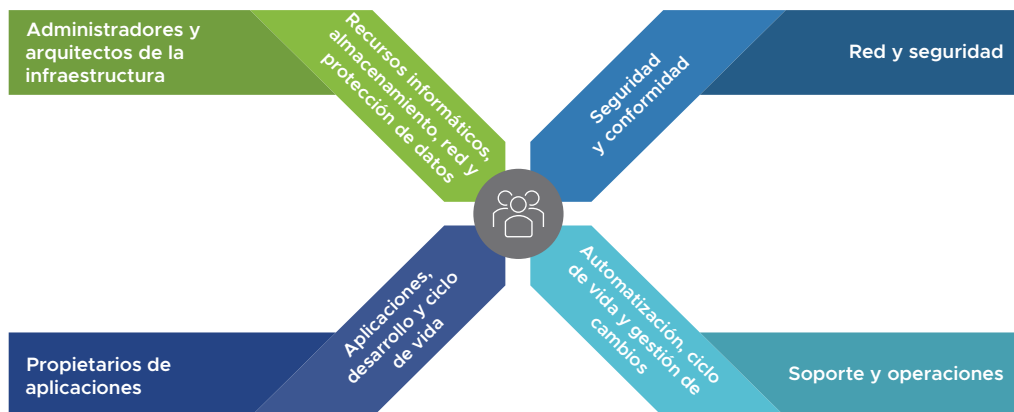 Administradores y
arquitectos de la
infraestructura
Recursos informáticos,
almacenamiento, red y
protección de datos
Seguridad
y conformidad
Red y seguridad
Propietarios de
aplicaciones
Aplicaciones,
desarrollo y ciclo
de vida
Automatización, ciclo
de vida y gestión de
cambios
Soporte y operaciones